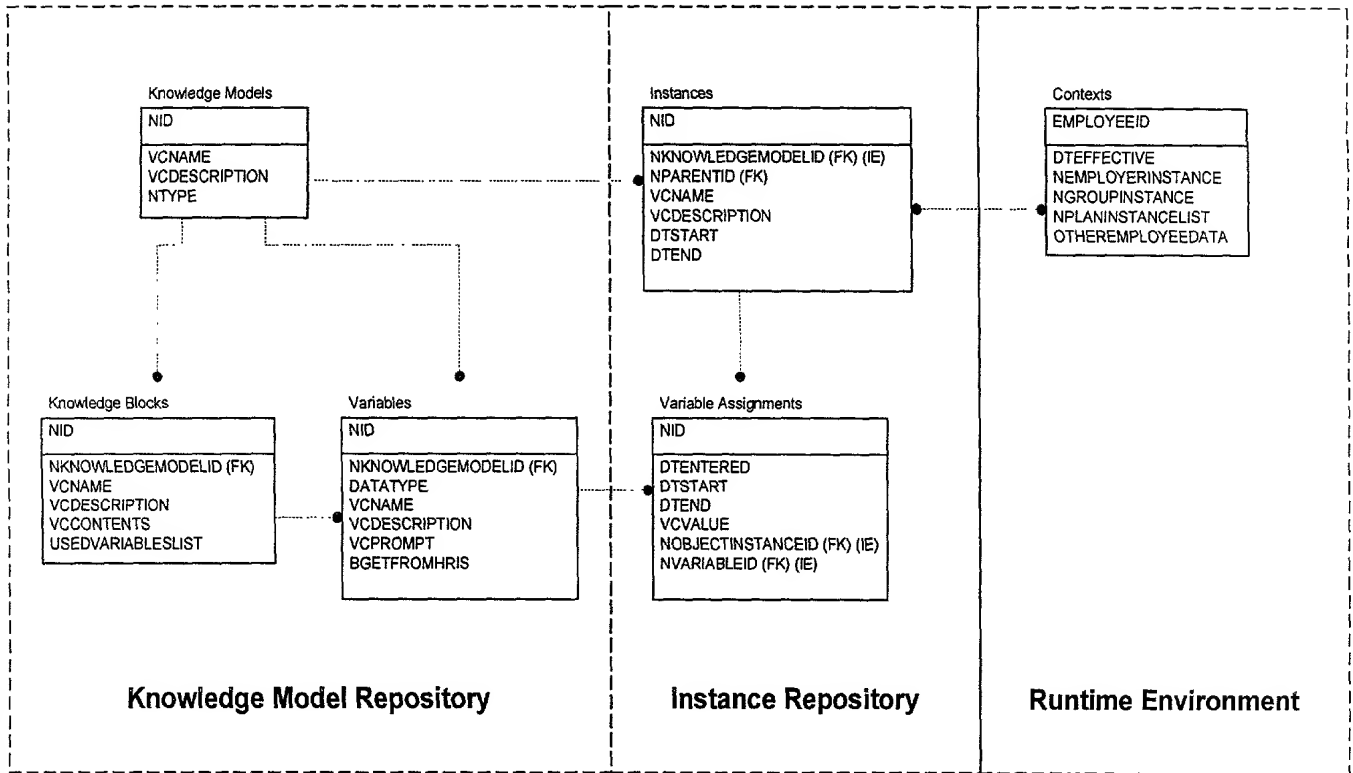 Knowledge Models
NID
VCNAME
VCDESCRIPTION
NTYPE
Instances
NID
NKNOWLEDGEMODELID (FK) (IE)
NPARENTID (FK)
VCNAME
VCDESCRIPTION
DTSTART
DTEND
Contexts
EMPLOYEEID
DTEFFECTIVE
NEMPLOYERINSTANCE
NGROUPINSTANCE
NPLANINSTANCELIST
OTHEREMPLOYEEDATA
Knowledge Blocks
NID
NKNOWLEDGEMODELID (FK)
VCNAME
VCDESCRIPTION
VCCONTENTS
USEDVARIABLESLIST
Variables
NID
NKNOWLEDGEMODELID (FK)
DATATYPE
VCNAME
VCDESCRIPTION
VCPROMPT
BGETFROMHRIS
Variable Assignments
NID
DTENTERED
DTSTART
DTEND
VCVALUE
NOBJECTINSTANCEID (FK) (IE)
NVARIABLEID (FK) (IE)
Knowledge Model Repository
Instance Repository
Runtime Environment